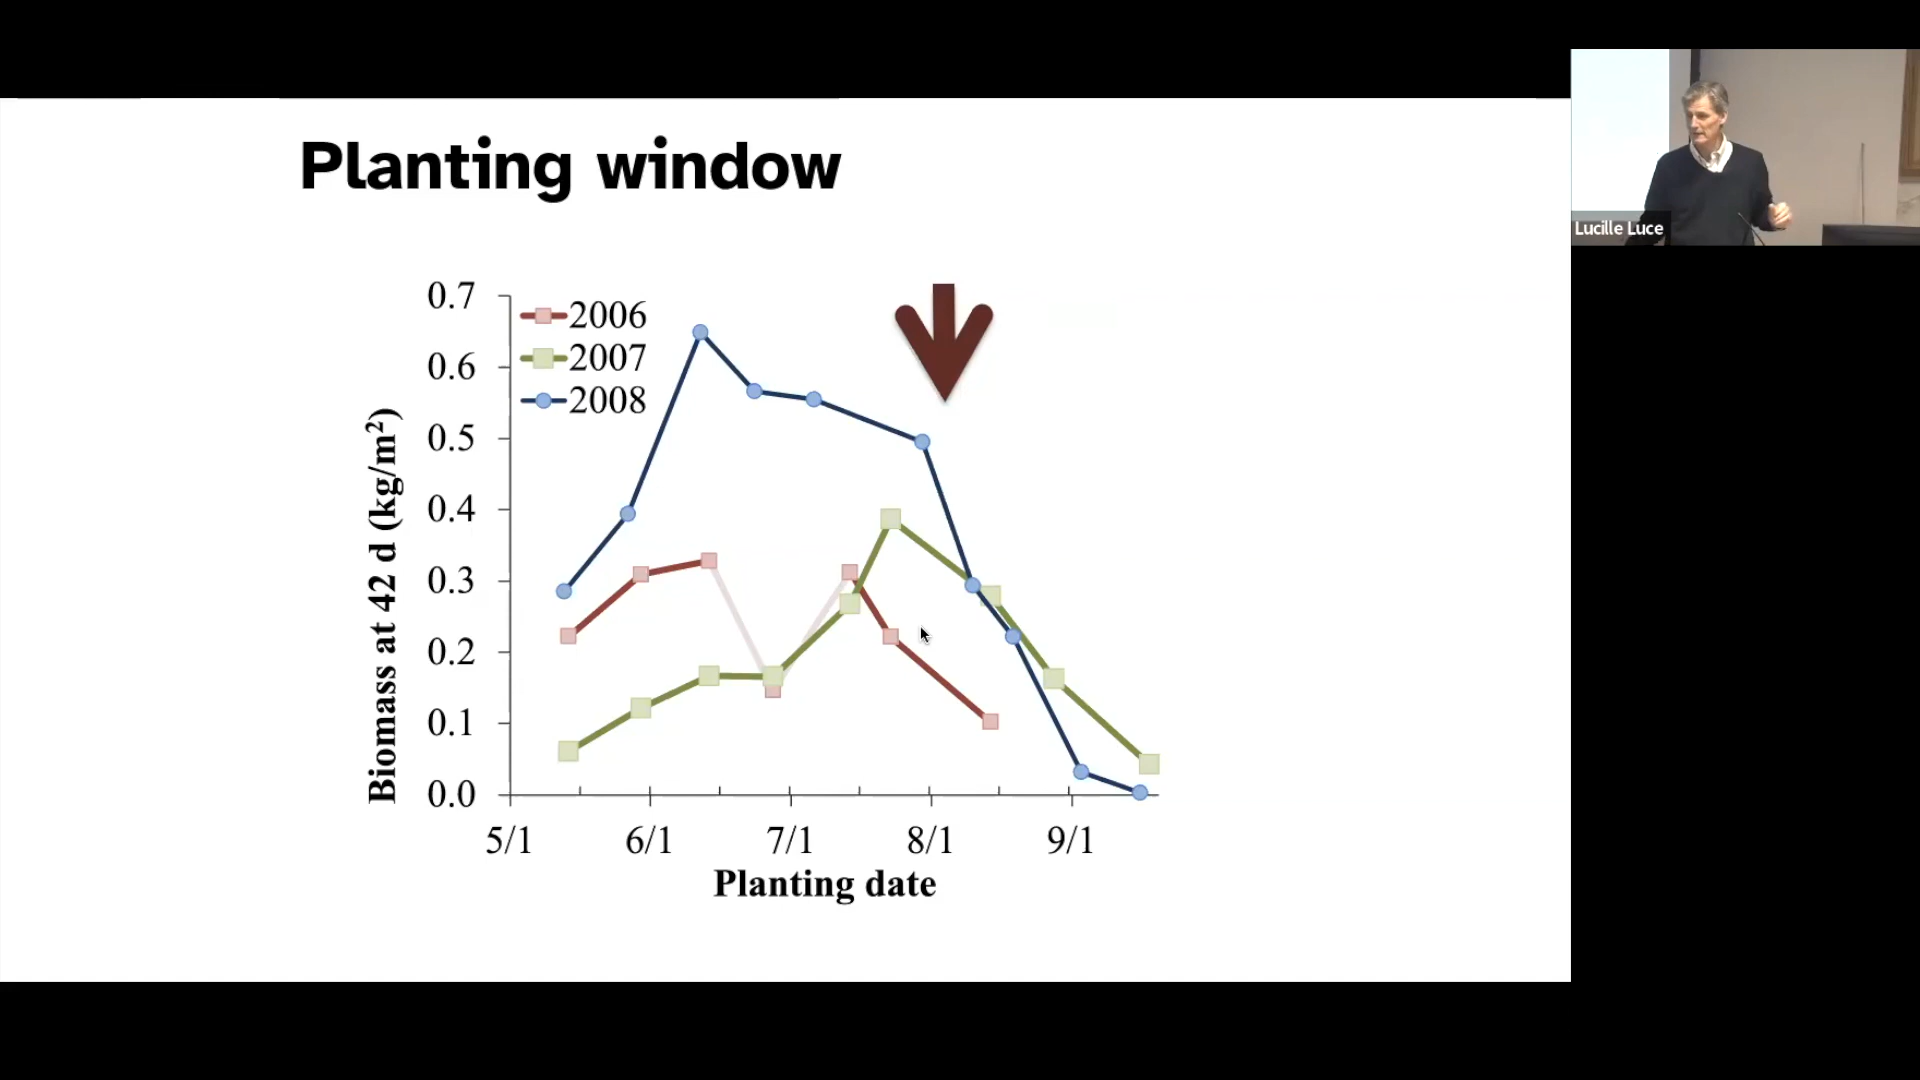 Planting window
Lucille Luce
0.7
0.6
0.5
0.4
0.3
0.2
0.1
0.0
2006
2007
2008
Biomass at 42 d (kg/m²)
5/1 6/1 7/1 8/1 9/1
Planting date